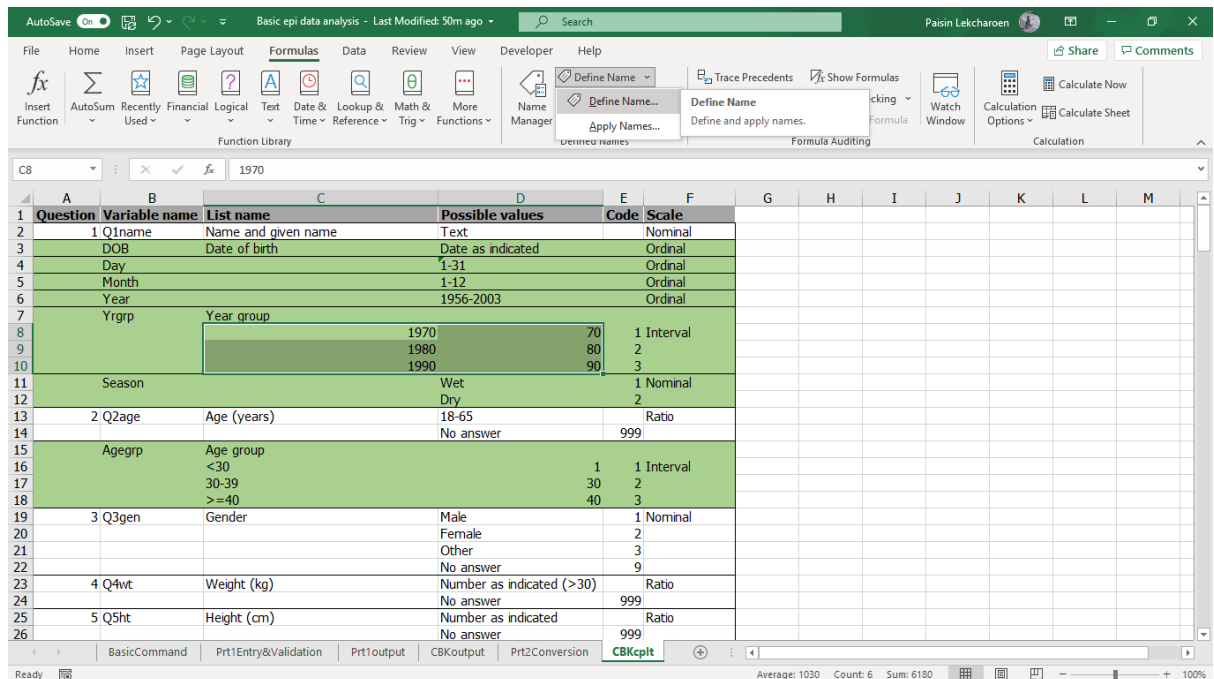 AutoSave On Basic epi data analysis - Last Modified: 50m ago Search Paisin Lekcharoen
File Home Insert Page Layout Formulas Data Review View Developer Help Share Comments
Insert Function
AutoSum
Recently Used
Financial
Logical
Text
Date & Time
Lookup & Reference
Math & Trig
More Functions
Function Library
Name Manager
Define Name
Define Name...
Apply Names...
Defined Names
Define Name
Define and apply names.
Trace Precedents
Show Formulas
Formula Auditing
Watch Window
Calculation Options
Calculate Now
Calculate Sheet
Calculation
C8 fx 1970
A B C D E F G H I J K L M
1 Question Variable name List name Possible values Code Scale
2 1 Q1name Name and given name Text Nominal
3 DOB Date of birth Date as indicated Ordinal
4 Day 1-31 Ordinal
5 Month 1-12 Ordinal
6 Year 1956-2003 Ordinal
7 Yrgrp Year group
8 1970 70 1 Interval
9 1980 80 2
10 1990 90 3
11 Season Wet 1 Nominal
12 Dry 2
13 2 Q2age Age (years) 18-65 Ratio
14 No answer 999
15 Agegrp Age group
16 <30 1 1 Interval
17 30-39 30 2
18 >=40 40 3
19 3 Q3gen Gender Male 1 Nominal
20 Female 2
21 Other 3
22 No answer 9
23 4 Q4wt Weight (kg) Number as indicated (>30) Ratio
24 No answer 999
25 5 Q5ht Height (cm) Number as indicated Ratio
26 No answer 999
BasicCommand Prt1Entry&Validation Prt1output CBKoutput Prt2Conversion CBKcplt
Ready Average: 1030 Count: 6 Sum: 6180 100%